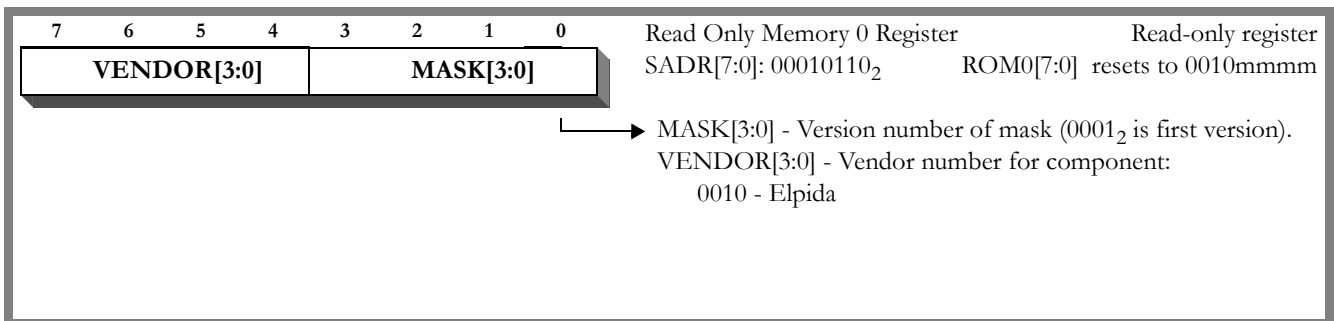 7 6 5 4 3 2 1 0
VENDOR[3:0] MASK[3:0]
Read Only Memory 0 Register Read-only register
SADR[7:0]: 00010110₂ ROM0[7:0] resets to 0010mmmm
MASK[3:0] - Version number of mask (0001₂ is first version).
VENDOR[3:0] - Vendor number for component:
0010 - Elpida